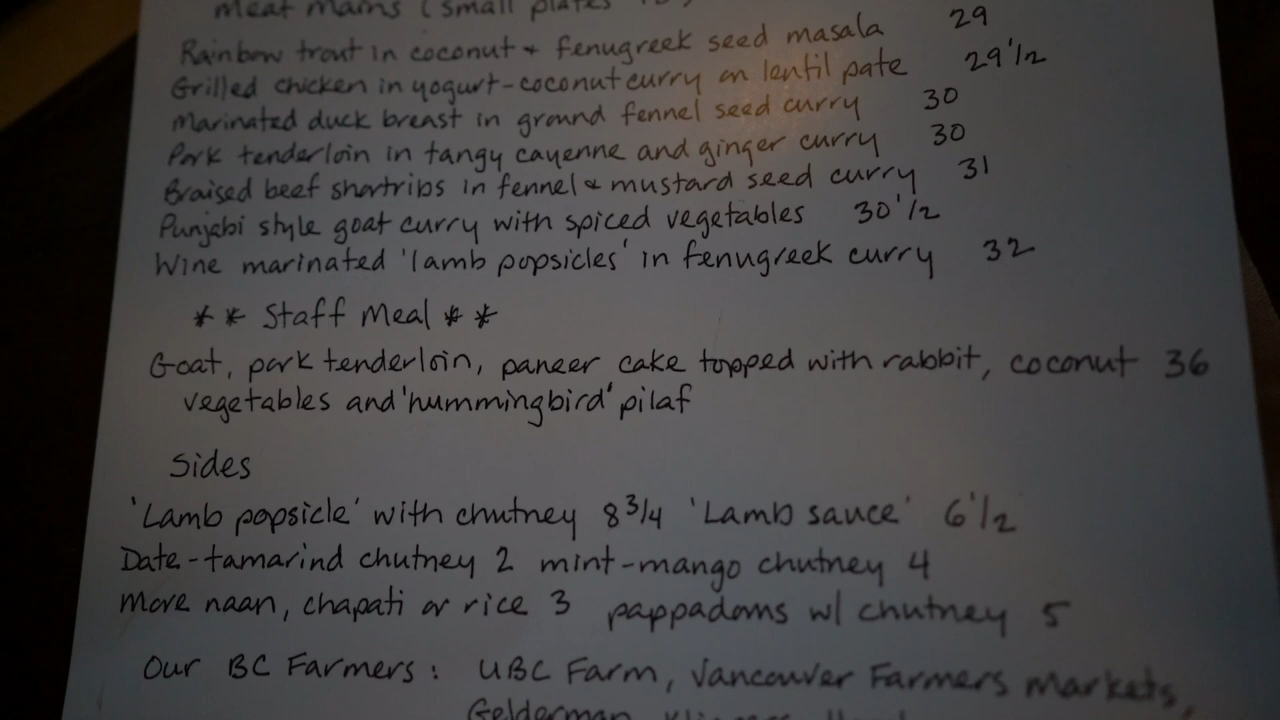 meat mains (small plates
Rainbow trout in coconut + fenugreek seed masala 29
Grilled chicken in yogurt-coconut curry on lentil pate 29 1/2
Marinated duck breast in ground fennel seed curry 30
Pork tenderloin in tangy cayenne and ginger curry 30
Braised beef shortribs in fennel & mustard seed curry 31
Punjabi style goat curry with spiced vegetables 30 1/2
Wine marinated 'lamb popsicles' in fenugreek curry 32
** Staff Meal **
Goat, pork tenderloin, paneer cake topped with rabbit, coconut 36
vegetables and 'hummingbird' pilaf
Sides
'Lamb popsicle' with chutney 8 3/4 'Lamb sauce' 6 1/2
Date-tamarind chutney 2 mint-mango chutney 4
More naan, chapati or rice 3 pappadoms w/ chutney 5
Our BC Farmers: UBC Farm, Vancouver Farmers Markets,
Gelderman